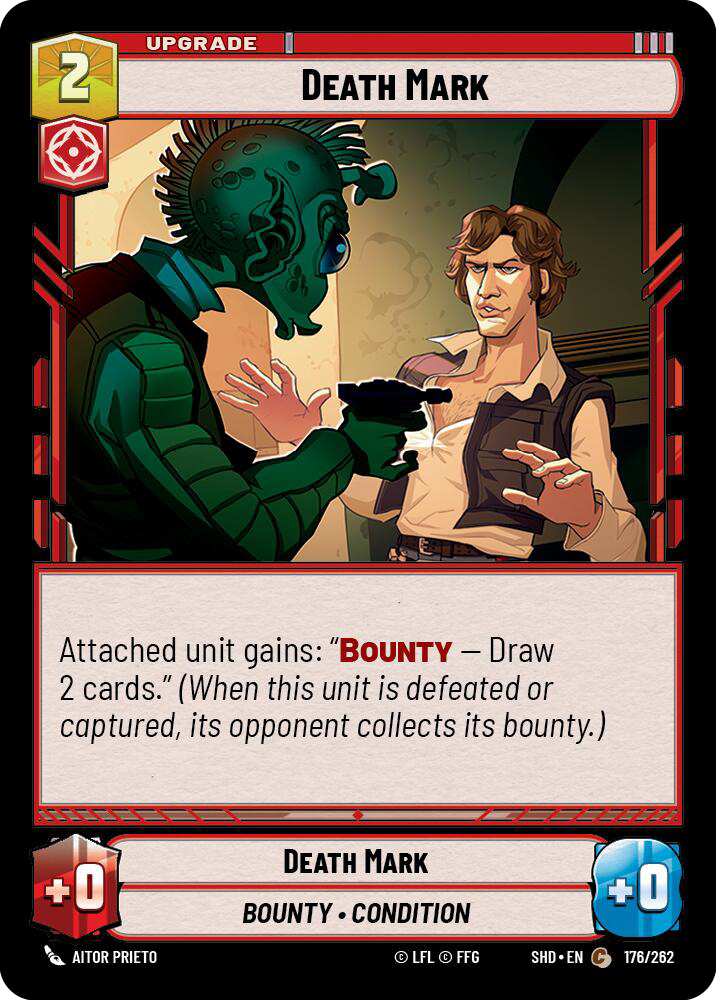 UPGRADE
2
DEATH MARK
Attached unit gains: “BOUNTY – Draw
2 cards.” (When this unit is defeated or
captured, its opponent collects its bounty.)
+0
DEATH MARK
+0
BOUNTY • CONDITION
AITOR PRIETO
© LFL © FFG
SHD • EN
C
176/262